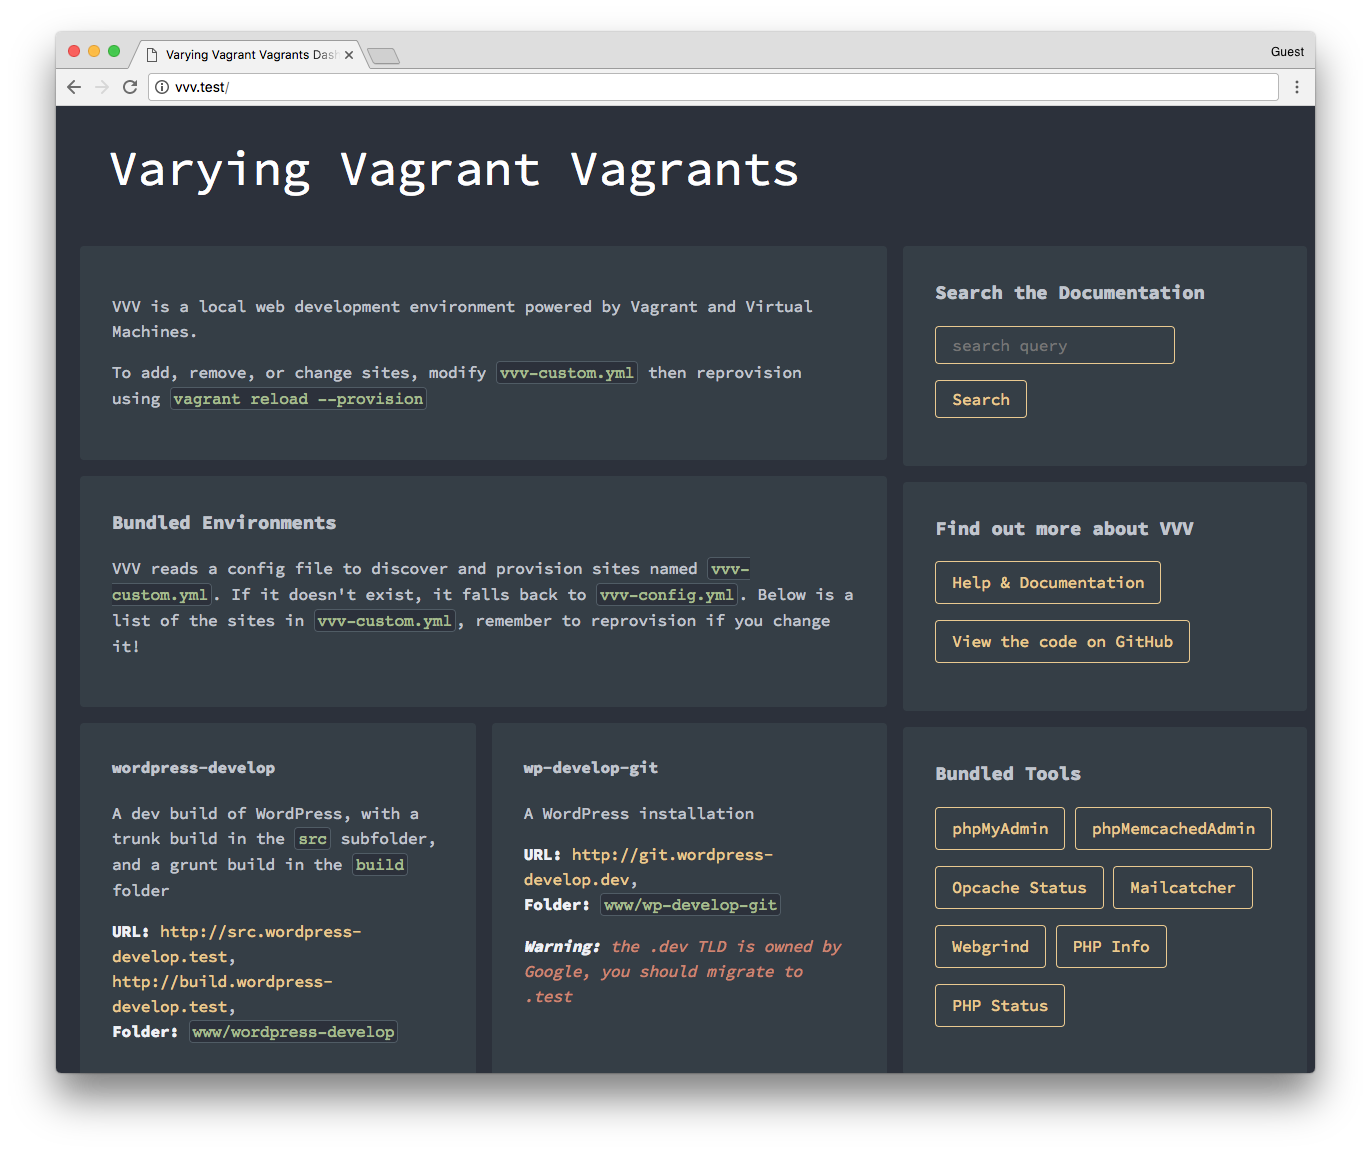 Varying Vagrant Vagrants Das
Guest
vvv.test/
Varying Vagrant Vagrants
VVV is a local web development environment powered by Vagrant and Virtual
Machines.
To add, remove, or change sites, modify vvv-custom.yml then reprovision
using vagrant reload --provision
Bundled Environments
VVV reads a config file to discover and provision sites named vvv-
custom.yml. If it doesn't exist, it falls back to vvv-config.yml. Below is a
list of the sites in vvv-custom.yml, remember to reprovision if you change
it!
wordpress-develop
A dev build of WordPress, with a
trunk build in the src subfolder,
and a grunt build in the build
folder
URL: http://src.wordpress-
develop.test,
http://build.wordpress-
develop.test,
Folder: www/wordpress-develop
wp-develop-git
A WordPress installation
URL: http://git.wordpress-
develop.dev,
Folder: www/wp-develop-git
Warning: the .dev TLD is owned by
Google, you should migrate to
.test
Search the Documentation
search query
Search
Find out more about VVV
Help & Documentation
View the code on GitHub
Bundled Tools
phpMyAdmin phpMemcachedAdmin
Opcache Status Mailcatcher
Webgrind PHP Info
PHP Status